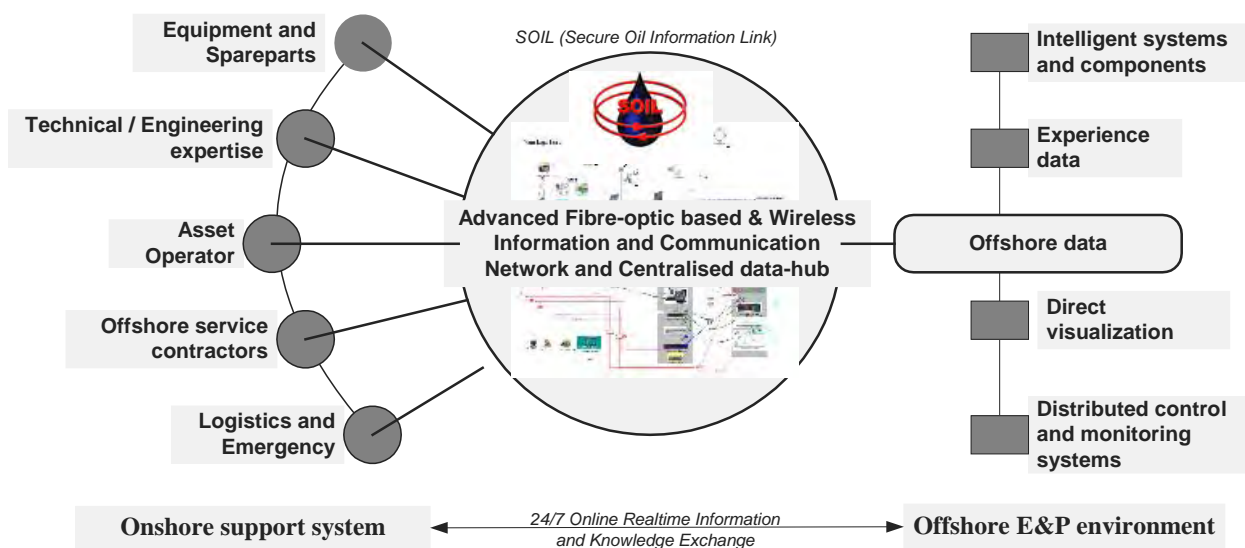 Equipment and
Spareparts
SOIL (Secure Oil Information Link)
Intelligent systems
and components
SOIL
Technical / Engineering
expertise
Experience
data
Asset
Operator
Advanced Fibre-optic based & Wireless
Information and Communication
Network and Centralised data-hub
Offshore data
Offshore service
contractors
Direct
visualization
Logistics and
Emergency
Distributed control
and monitoring
systems
Onshore support system
24/7 Online Realtime Information
and Knowledge Exchange
Offshore E&P environment